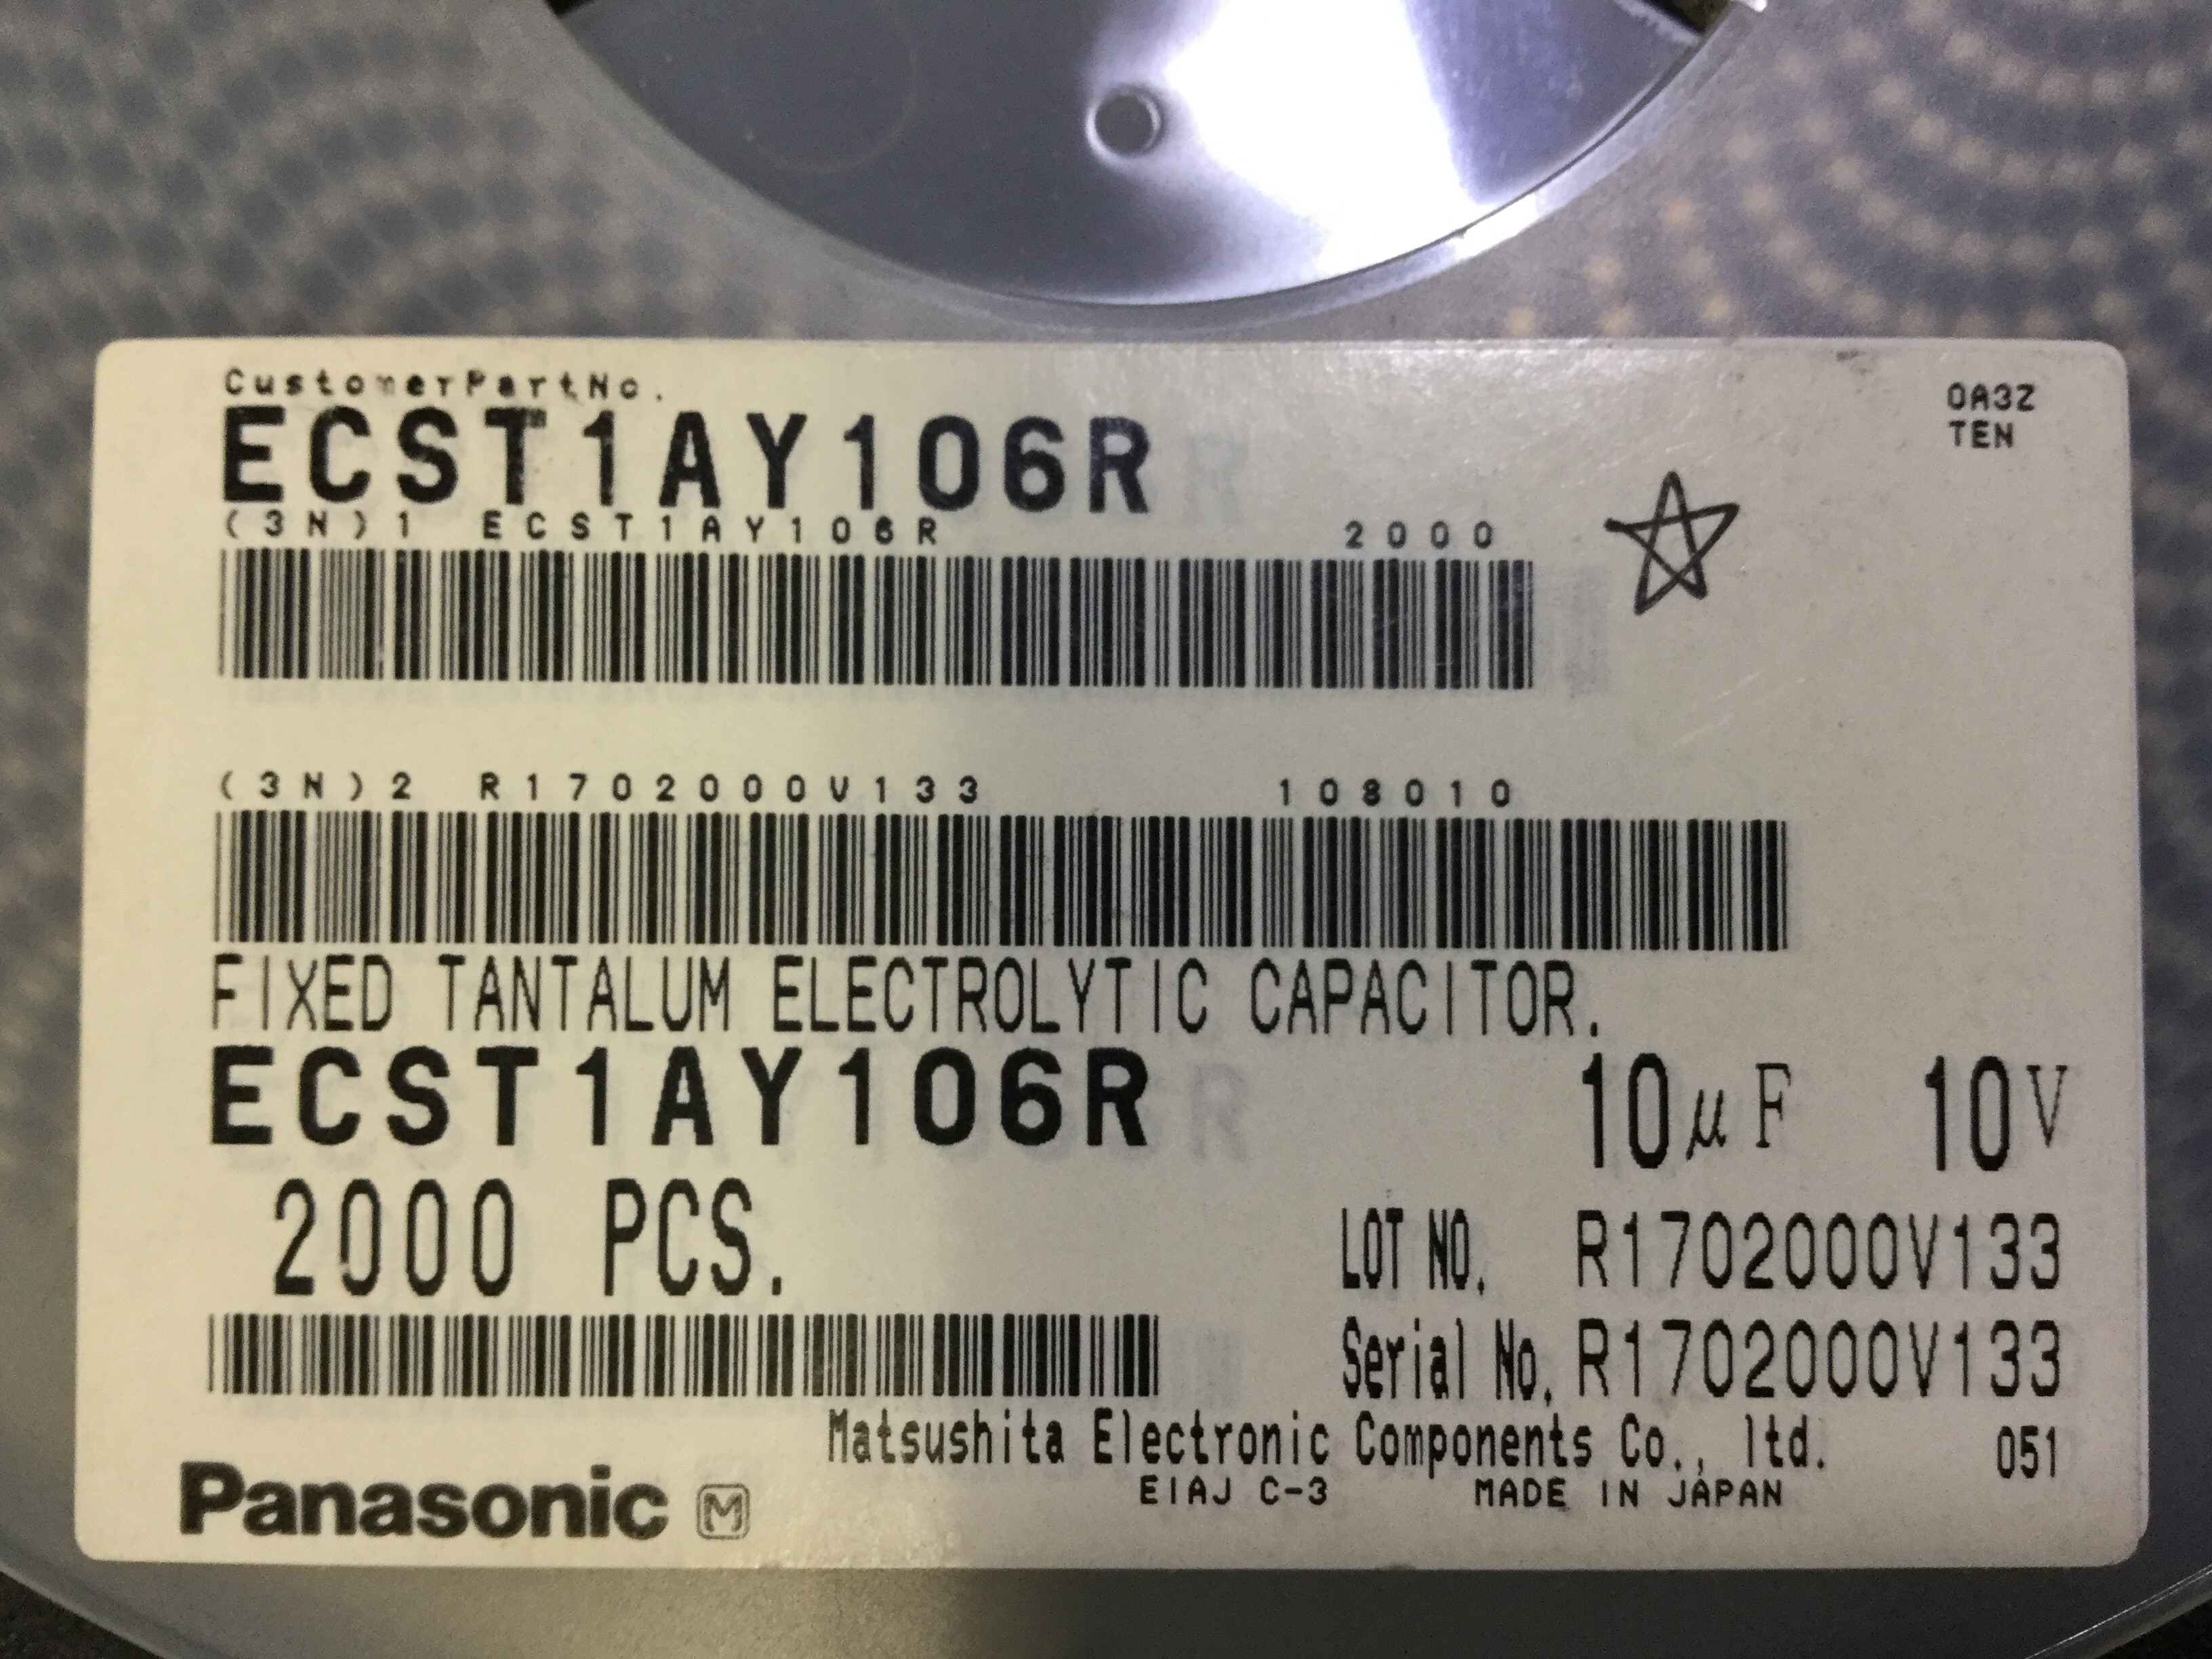 CustomerPartNo.
0A3Z
TEN
ECST1AY106R
(3N)1 ECST1AY106R 2000
(3N)2 R1702000V133 108010
FIXED TANTALUM ELECTROLYTIC CAPACITOR.
ECST1AY106R 10μF 10V
2000 PCS.
LOT NO. R1702000V133
Serial No. R1702000V133
Matsushita Electronic Components Co., ltd. 051
EIAJ C-3 MADE IN JAPAN
Panasonic M